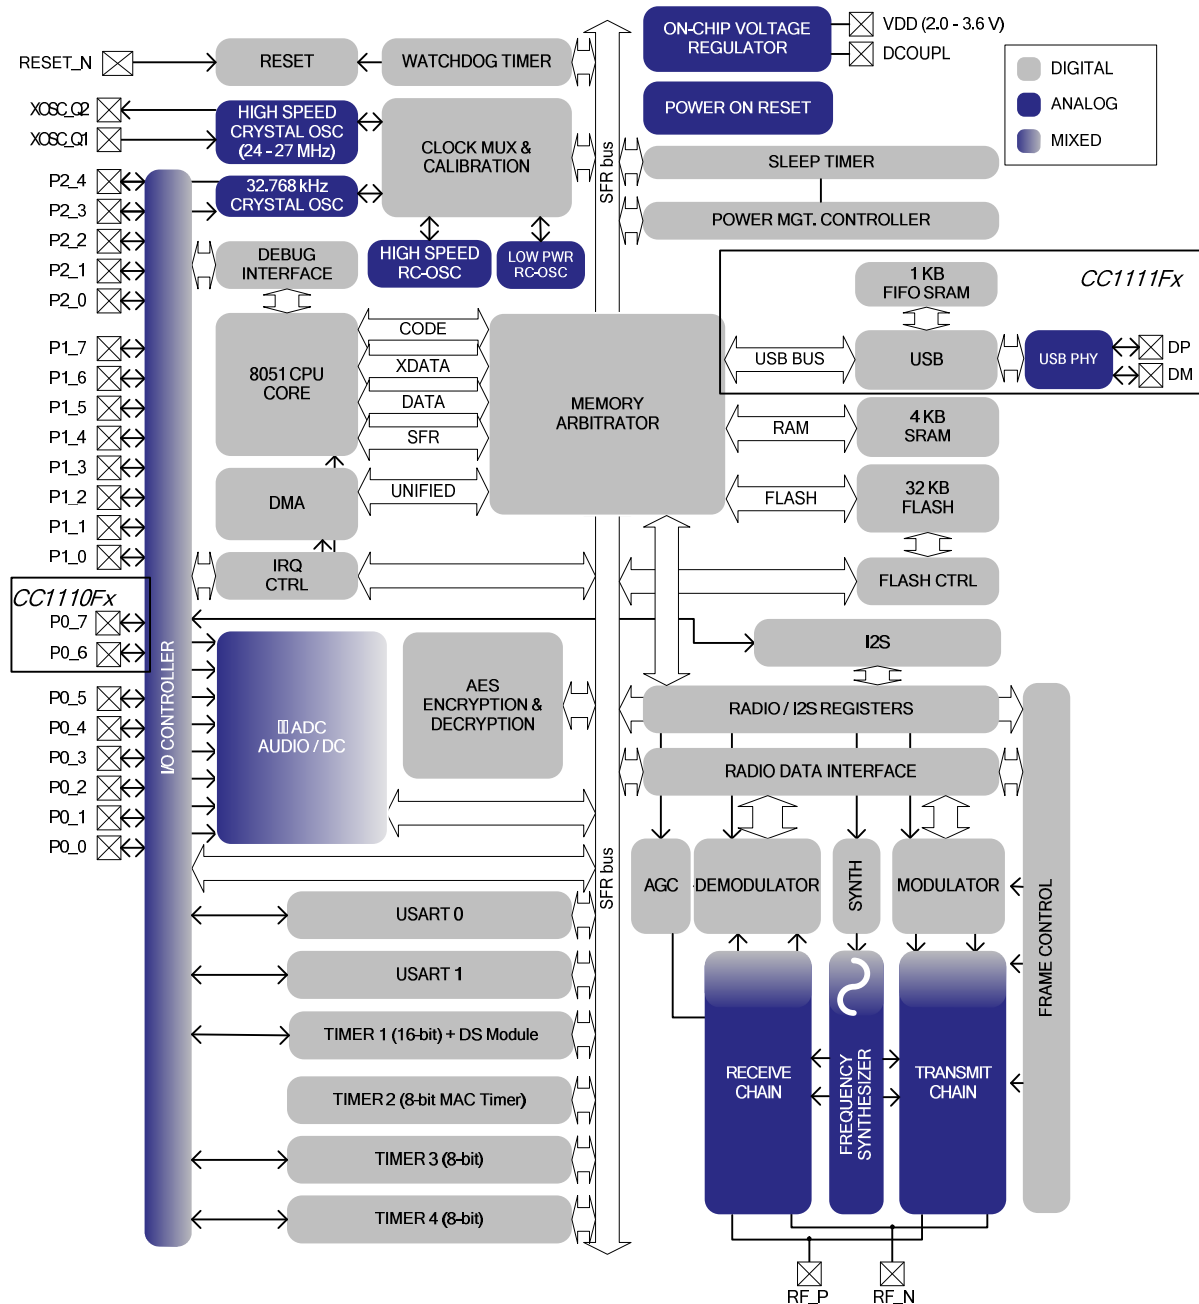 RESET_N
RESET
WATCHDOG TIMER
ON-CHIP VOLTAGE
REGULATOR
VDD (2.0 - 3.6 V)
DCOUPL
DIGITAL
ANALOG
MIXED
POWER ON RESET
XOSC_Q2
XOSC_Q1
HIGH SPEED
CRYSTAL OSC
(24 - 27 MHz)
CLOCK MUX &
CALIBRATION
SFR bus
SLEEP TIMER
POWER MGT. CONTROLLER
32.768 kHz
CRYSTAL OSC
P2_4
P2_3
P2_2
P2_1
P2_0
DEBUG
INTERFACE
HIGH SPEED
RC-OSC
LOW PWR
RC-OSC
CC1111Fx
1 KB
FIFO SRAM
USB BUS
USB
USB PHY
DP
DM
P1_7
P1_6
P1_5
P1_4
P1_3
P1_2
P1_1
P1_0
8051 CPU
CORE
CODE
XDATA
DATA
SFR
MEMORY
ARBITRATOR
RAM
4 KB
SRAM
DMA
UNIFIED
FLASH
32 KB
FLASH
IRQ
CTRL
FLASH CTRL
CC1110Fx
P0_7
P0_6
P0_5
P0_4
P0_3
P0_2
P0_1
P0_0
I/O CONTROLLER
ADC
AUDIO / DC
AES
ENCRYPTION &
DECRYPTION
I2S
RADIO / I2S REGISTERS
RADIO DATA INTERFACE
SFR bus
AGC
DEMODULATOR
SYNTH
MODULATOR
FRAME CONTROL
USART 0
USART 1
TIMER 1 (16-bit) + DS Module
TIMER 2 (8-bit MAC Timer)
TIMER 3 (8-bit)
TIMER 4 (8-bit)
RECEIVE
CHAIN
FREQUENCY
SYNTHESIZER
TRANSMIT
CHAIN
RF_P
RF_N